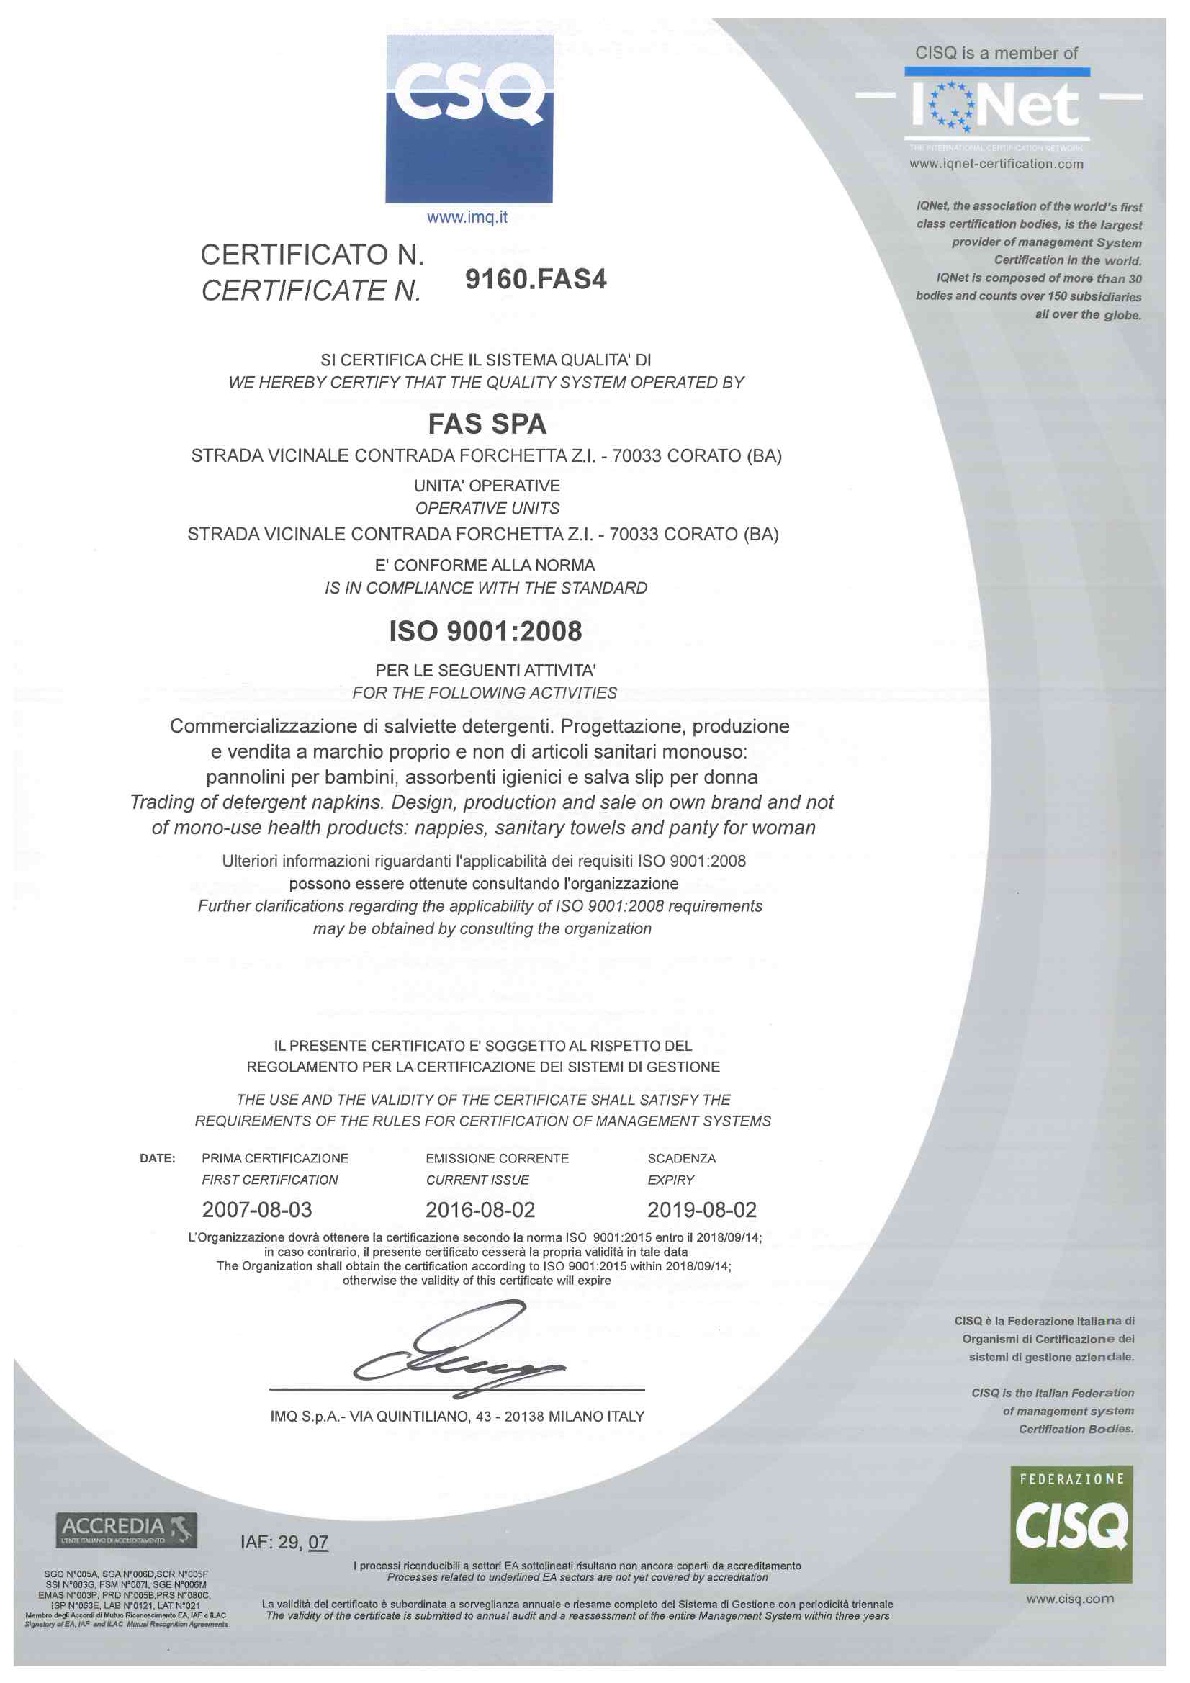 CSQ
www.imq.it
CISQ is a member of
IQNet
THE INTERNATIONAL CERTIFICATION NETWORK
www.iqnet-certification.com
IQNet, the association of the world's first
class certification bodies, is the largest
provider of management System
Certification in the world.
IQNet is composed of more than 30
bodies and counts over 150 subsidiaries
all over the globe.
CERTIFICATO N.
CERTIFICATE N.
9160.FAS4
SI CERTIFICA CHE IL SISTEMA QUALITA' DI
WE HEREBY CERTIFY THAT THE QUALITY SYSTEM OPERATED BY
FAS SPA
STRADA VICINALE CONTRADA FORCHETTA Z.I. - 70033 CORATO (BA)
UNITA' OPERATIVE
OPERATIVE UNITS
STRADA VICINALE CONTRADA FORCHETTA Z.I. - 70033 CORATO (BA)
E' CONFORME ALLA NORMA
IS IN COMPLIANCE WITH THE STANDARD
ISO 9001:2008
PER LE SEGUENTI ATTIVITA'
FOR THE FOLLOWING ACTIVITIES
Commercializzazione di salviette detergenti. Progettazione, produzione
e vendita a marchio proprio e non di articoli sanitari monouso:
pannolini per bambini, assorbenti igienici e salva slip per donna
Trading of detergent napkins. Design, production and sale on own brand and not
of mono-use health products: nappies, sanitary towels and panty for woman
Ulteriori informazioni riguardanti l'applicabilità dei requisiti ISO 9001:2008
possono essere ottenute consultando l'organizzazione
Further clarifications regarding the applicability of ISO 9001:2008 requirements
may be obtained by consulting the organization
IL PRESENTE CERTIFICATO E' SOGGETTO AL RISPETTO DEL
REGOLAMENTO PER LA CERTIFICAZIONE DEI SISTEMI DI GESTIONE
THE USE AND THE VALIDITY OF THE CERTIFICATE SHALL SATISFY THE
REQUIREMENTS OF THE RULES FOR CERTIFICATION OF MANAGEMENT SYSTEMS
DATE: PRIMA CERTIFICAZIONE EMISSIONE CORRENTE SCADENZA
FIRST CERTIFICATION CURRENT ISSUE EXPIRY
2007-08-03 2016-08-02 2019-08-02
L'Organizzazione dovrà ottenere la certificazione secondo la norma ISO 9001:2015 entro il 2018/09/14;
in caso contrario, il presente certificato cesserà la propria validità in tale data
The Organization shall obtain the certification according to ISO 9001:2015 within 2018/09/14;
otherwise the validity of this certificate will expire
IMQ S.p.A.- VIA QUINTILIANO, 43 - 20138 MILANO ITALY
CISQ è la Federazione Italiana di
Organismi di Certificazione dei
sistemi di gestione aziendale.
CISQ is the Italian Federation
of management system
Certification Bodies.
FEDERAZIONE
CISQ
www.cisq.com
ACCREDIA
L'ENTE ITALIANO DI ACCREDITAMENTO
SGQ N°005A, SGA N°006D, SCR N°005F
SSI N°003G, FSM N°007I, SGE N°006M
EMAS N°003P, PRD N°005B, PRS N°080C,
ISP N°063E, LAB N°0121, LAT N°021
Membro degli Accordi di Mutuo Riconoscimento EA, IAF e ILAC
Signatory of EA, IAF and ILAC Mutual Recognition Agreements
IAF: 29, 07
I processi riconducibili a settori EA sottolineati risultano non ancora coperti da accreditamento
Processes related to underlined EA sectors are not yet covered by accreditation
La validità del certificato è subordinata a sorveglianza annuale e riesame completo del Sistema di Gestione con periodicità triennale
The validity of the certificate is submitted to annual audit and a reassessment of the entire Management System within three years